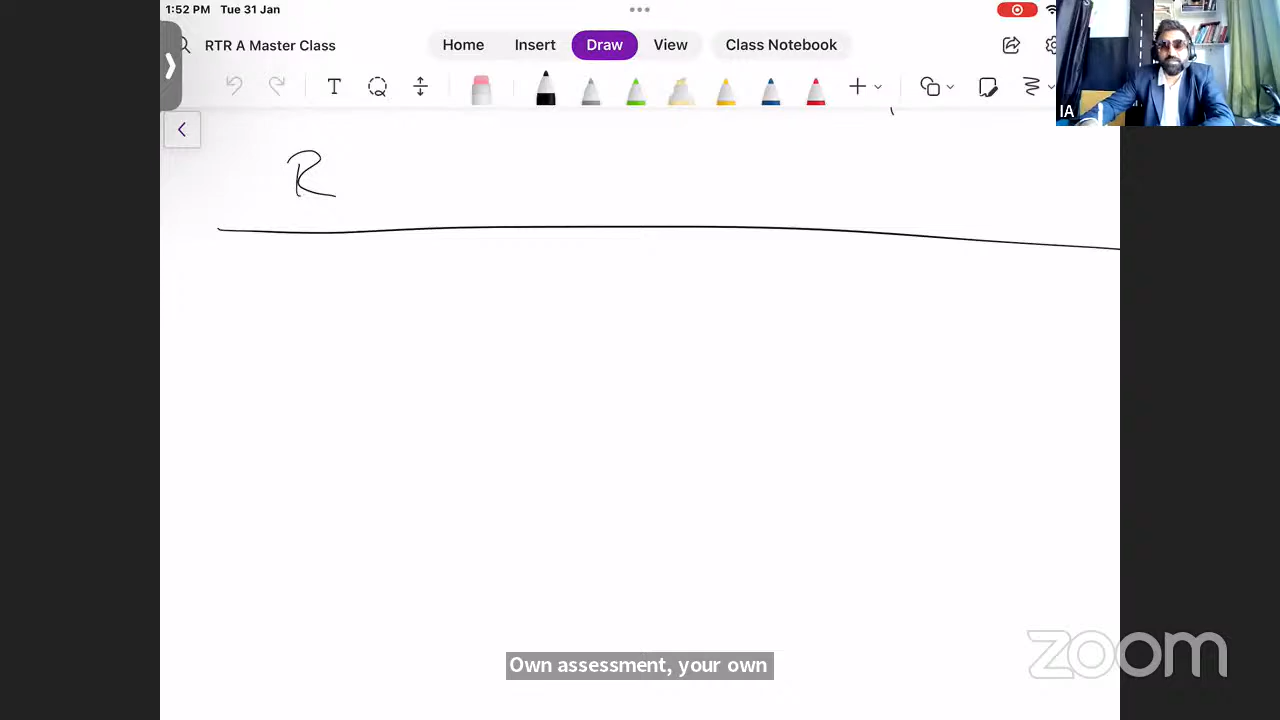 1:52 PM Tue 31 Jan
RTR A Master Class
Home Insert Draw View Class Notebook
T
IA
R
Own assessment, your own
zoom